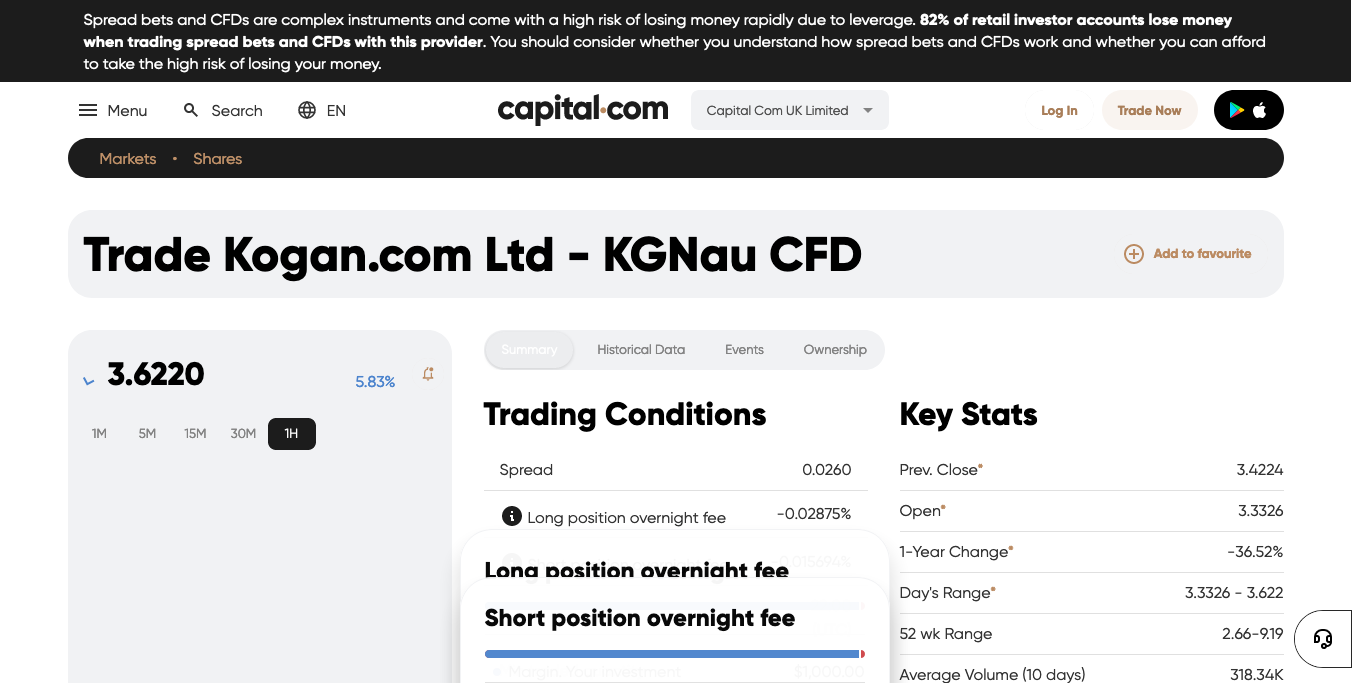 Spread bets and CFDs are complex instruments and come with a high risk of losing money rapidly due to leverage. 82% of retail investor accounts lose money
when trading spread bets and CFDs with this provider. You should consider whether you understand how spread bets and CFDs work and whether you can afford
to take the high risk of losing your money.
Menu
Search
EN
capital.com
Capital Com UK Limited
Log In
Trade Now
Markets • Shares
Trade Kogan.com Ltd - KGNau CFD
Add to favourite
3.6220
5.83%
1M 5M 15M 30M 1H
Summary Historical Data Events Ownership
Trading Conditions
Spread 0.0260
Long position overnight fee -0.02875%
0.015694%
Long position overnight fee
Short position overnight fee
Margin. Your investment $1,000.00
Key Stats
Prev. Close* 3.4224
Open* 3.3326
1-Year Change* -36.52%
Day's Range* 3.3326 - 3.622
52 wk Range 2.66-9.19
Average Volume (10 days) 318.34K